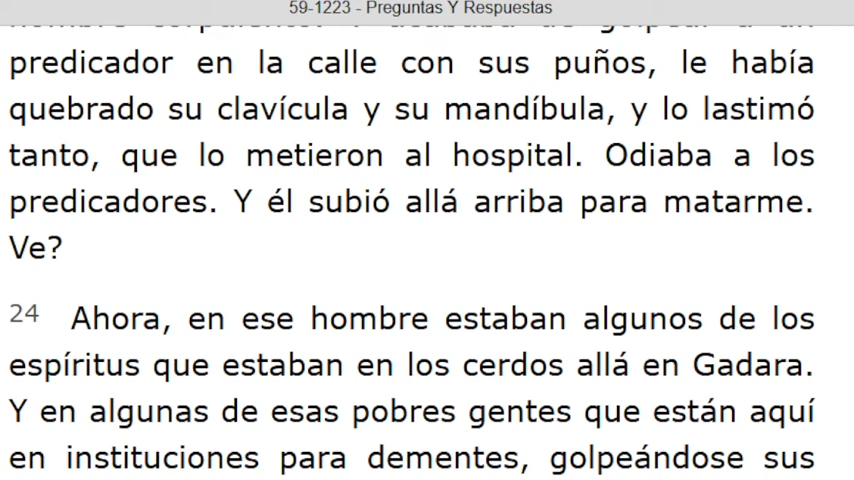 59-1223 - Preguntas Y Respuestas
predicador en la calle con sus puños, le había
quebrado su clavícula y su mandíbula, y lo lastimó
tanto, que lo metieron al hospital. Odiaba a los
predicadores. Y él subió allá arriba para matarme.
Ve?
24 Ahora, en ese hombre estaban algunos de los
espíritus que estaban en los cerdos allá en Gadara.
Y en algunas de esas pobres gentes que están aquí
en instituciones para dementes, golpeándose sus